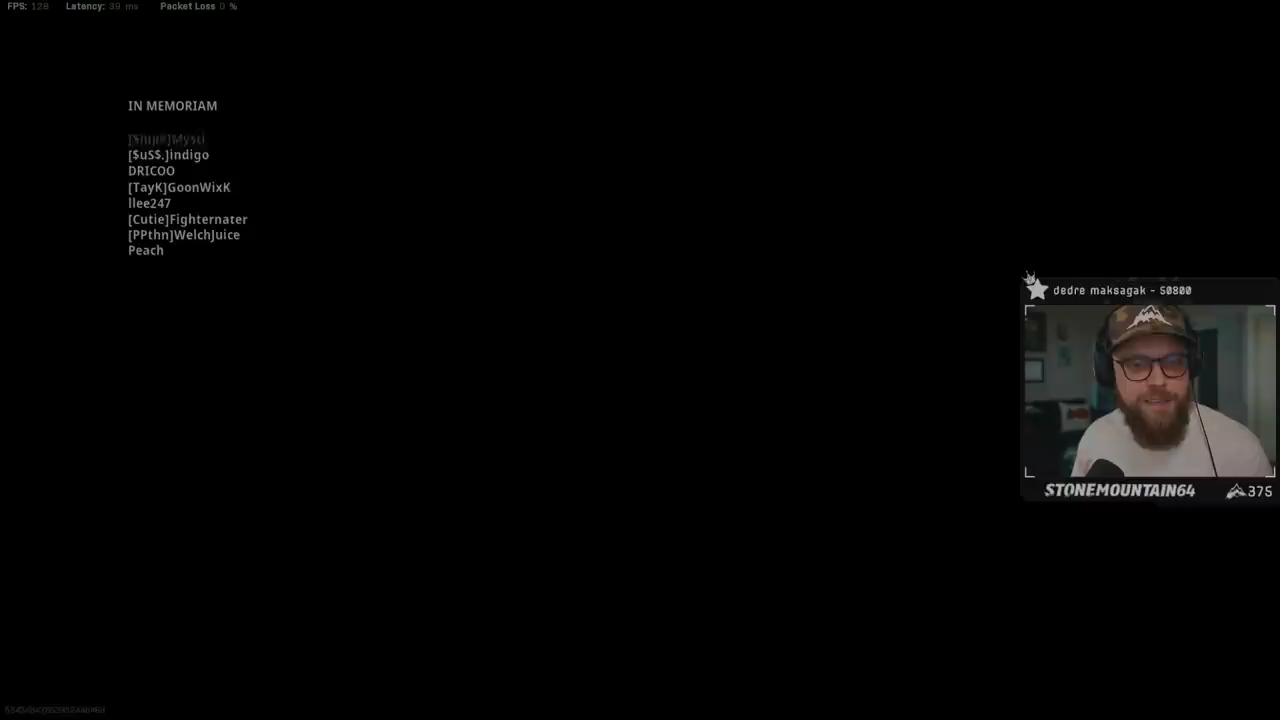 FPS: 128 Latency: 39 ms Packet Loss 0 %
IN MEMORIAM
[$uS$.]indigo
DRICOO
[TayK]GoonWixK
llee247
[Cutie]Fighternater
[PPthn]WelchJuice
Peach
dedre maksagak - 50800
STONEMOUNTAIN64 375